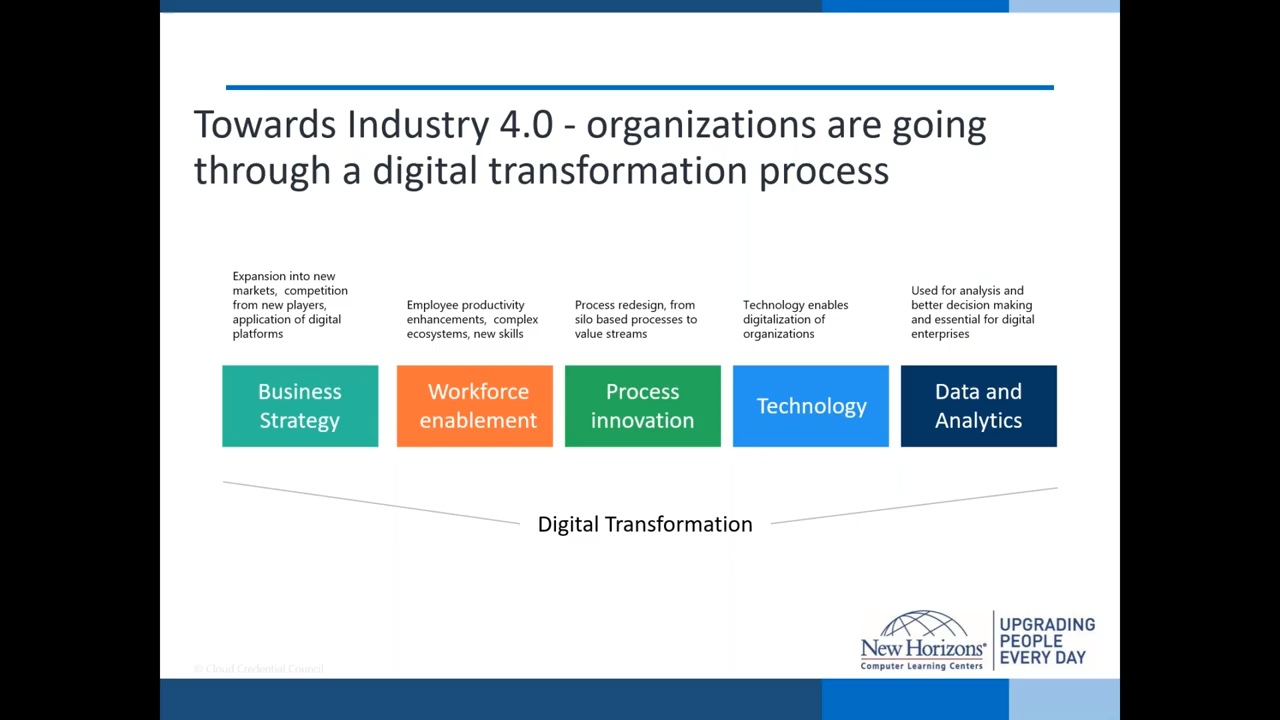 Towards Industry 4.0 - organizations are going
through a digital transformation process
Expansion into new
markets, competition
from new players,
application of digital
platforms
Employee productivity
enhancements, complex
ecosystems, new skills
Process redesign, from
silo based processes to
value streams
Technology enables
digitalization of
organizations
Used for analysis and
better decision making
and essential for digital
enterprises
Business
Strategy
Workforce
enablement
Process
innovation
Technology
Data and
Analytics
Digital Transformation
New Horizons®
Computer Learning Centers
UPGRADING
PEOPLE
EVERY DAY
© Cloud Credential Council